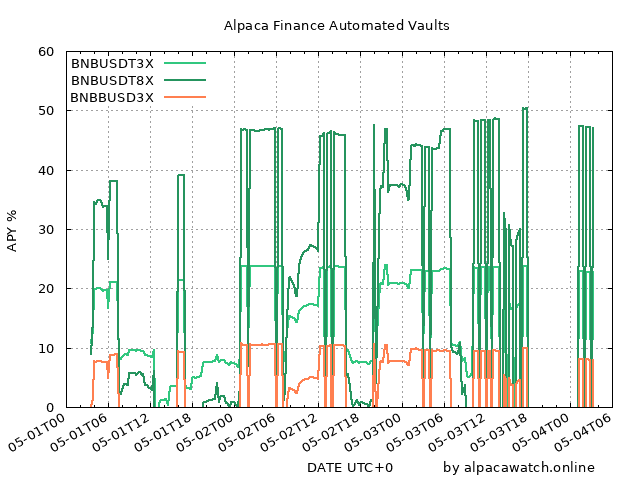 Alpaca Finance Automated Vaults
BNBUSDT3X
BNBUSDT8X
BNBBUSD3X
60
50
40
30
20
10
0
APY %
05-01T00
05-01T06
05-01T12
05-01T18
05-02T00
05-02T06
05-02T12
05-02T18
05-03T00
05-03T06
05-03T12
05-03T18
05-04T00
05-04T06
DATE UTC+0
by alpacawatch.online